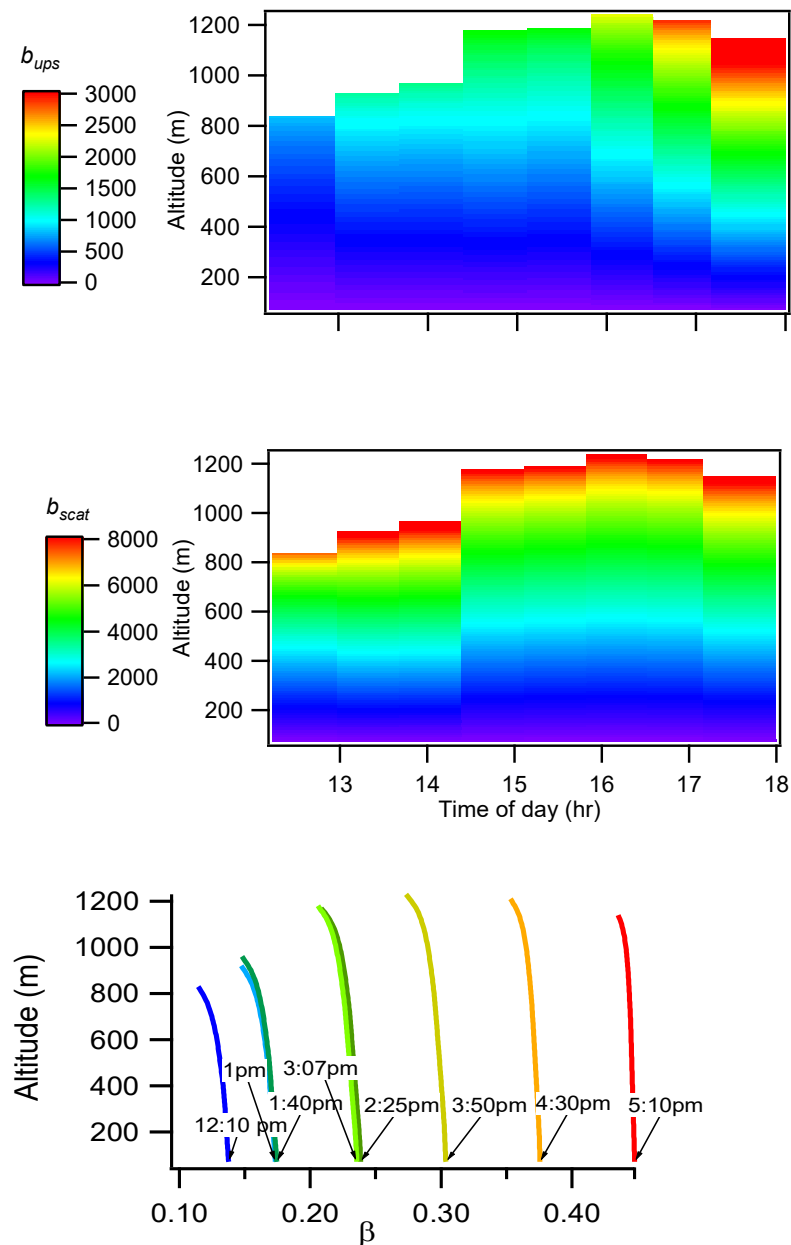 b_ups
3000
2500
2000
1500
1000
500
0
Altitude (m)
1200
1000
800
600
400
200
b_scat
8000
6000
4000
2000
0
Altitude (m)
1200
1000
800
600
400
200
13 14 15 16 17 18
Time of day (hr)
Altitude (m)
1200
1000
800
600
400
200
1pm
3:07pm
12:10 pm
1:40pm
2:25pm
3:50pm
4:30pm
5:10pm
0.10 0.20 0.30 0.40
β